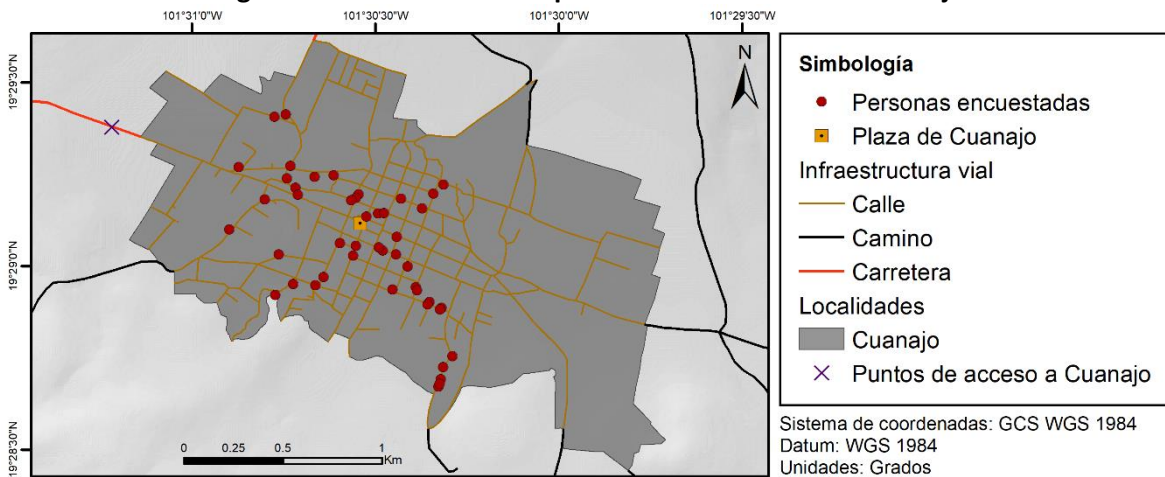 101°31'0"W 101°30'30"W 101°30'0"W 101°29'30"W
19°29'30"N
19°29'0"N
19°28'30"N
N
0 0.25 0.5 1
Km
Simbología
Personas encuestadas
Plaza de Cuanajo
Infraestructura vial
Calle
Camino
Carretera
Localidades
Cuanajo
Puntos de acceso a Cuanajo
Sistema de coordenadas: GCS WGS 1984
Datum: WGS 1984
Unidades: Grados